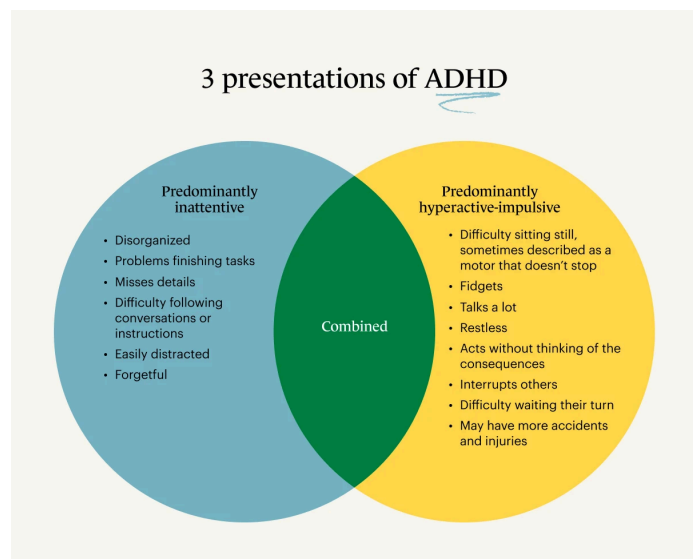 3 presentations of ADHD
Predominantly
inattentive
• Disorganized
• Problems finishing tasks
• Misses details
• Difficulty following
conversations or
instructions
• Easily distracted
• Forgetful
Combined
Predominantly
hyperactive-impulsive
• Difficulty sitting still,
sometimes described as a
motor that doesn’t stop
• Fidgets
• Talks a lot
• Restless
• Acts without thinking of the
consequences
• Interrupts others
• Difficulty waiting their turn
• May have more accidents
and injuries